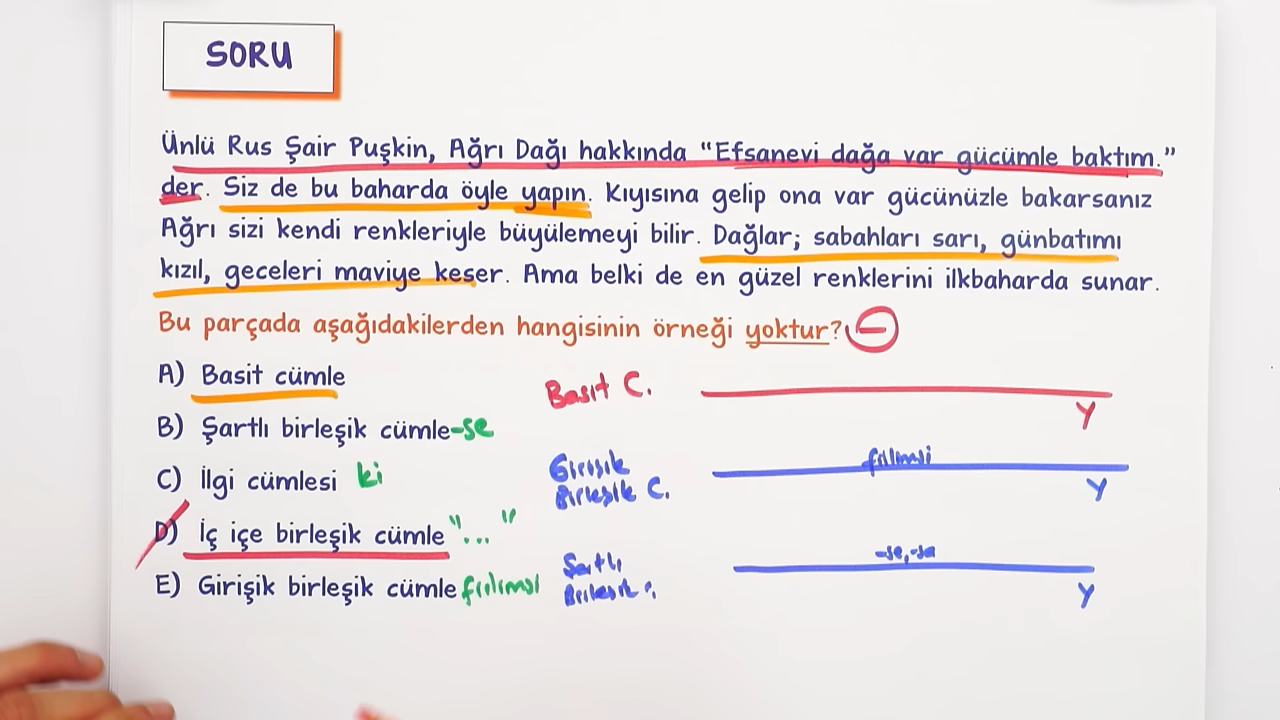 SORU
Ünlü Rus Şair Puşkin, Ağrı Dağı hakkında "Efsanevi dağa var gücümle baktım."
der. Siz de bu baharda öyle yapın. Kıyısına gelip ona var gücünüzle bakarsanız
Ağrı sizi kendi renkleriyle büyülemeyi bilir. Dağlar; sabahları sarı, günbatımı
kızıl, geceleri maviye keser. Ama belki de en güzel renklerini ilkbaharda sunar.
Bu parçada aşağıdakilerden hangisinin örneği yoktur? -
A) Basit cümle
B) Şartlı birleşik cümle -se
C) İlgi cümlesi ki
D) İç içe birleşik cümle "..."
E) Girişik birleşik cümle fiilimsi
Basit C.
Y
Girişik
Birleşik C.
fiilimsi
Y
Şartlı
Birleşik C.
-se, -sa
Y